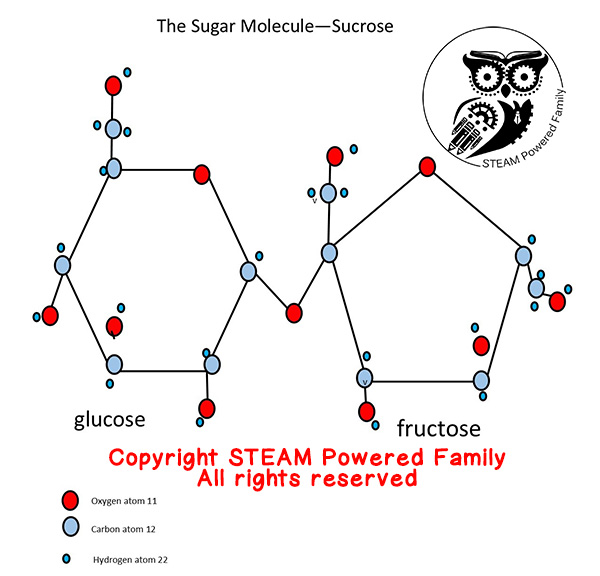 The Sugar Molecule—Sucrose
STEAM Powered Family
v
v
glucose
fructose
Copyright STEAM Powered Family
All rights reserved
Oxygen atom 11
Carbon atom 12
Hydrogen atom 22